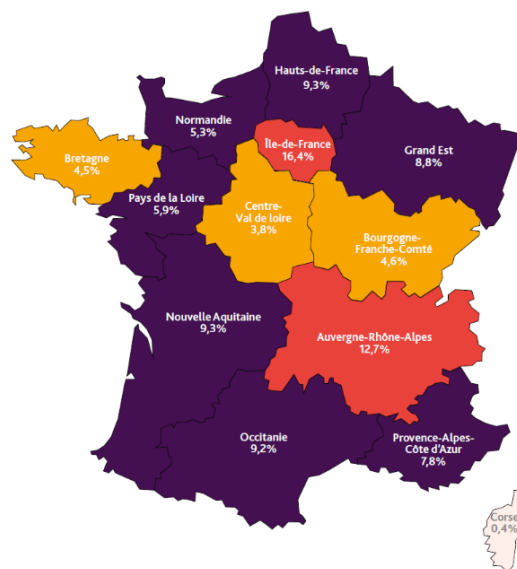 Hauts-de-France
9,3%
Normandie
5,3%
Île-de-France
16,4%
Grand Est
8,8%
Bretagne
4,5%
Pays de la Loire
5,9%
Centre-
Val de loire
3,8%
Bourgogne-
Franche-Comté
4,6%
Nouvelle Aquitaine
9,3%
Auvergne-Rhône-Alpes
12,7%
Occitanie
9,2%
Provence-Alpes-
Côte d'Azur
7,8%
Corse
0,4%